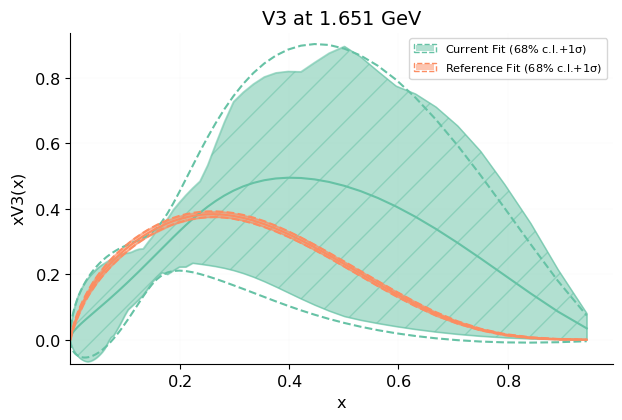 V3 at 1.651 GeV
Current Fit (68% c.l.+1σ)
Reference Fit (68% c.l.+1σ)
xV3(x)
0.8
0.6
0.4
0.2
0.0
0.2 0.4 0.6 0.8
x